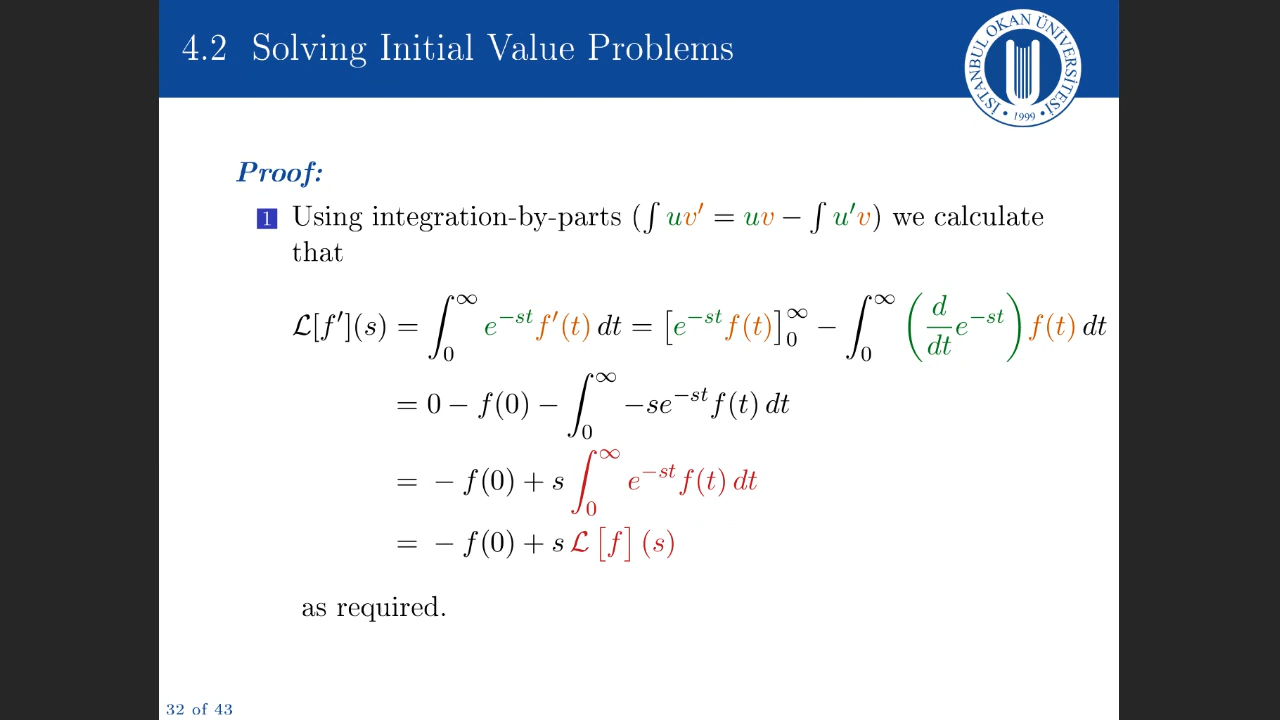 4.2 Solving Initial Value Problems
İSTANBUL OKAN ÜNİVERSİTESİ
• 1999 •
Proof:
1 Using integration-by-parts (∫ uv′ = uv − ∫ u′v) we calculate
that
ℒ[f′](s) = ∫₀^∞ e^{−st} f′(t) dt = [e^{−st} f(t)]₀^∞ − ∫₀^∞ (d/dt e^{−st}) f(t) dt
= 0 − f(0) − ∫₀^∞ −se^{−st} f(t) dt
= − f(0) + s ∫₀^∞ e^{−st} f(t) dt
= − f(0) + s ℒ [f] (s)
as required.
32 of 43